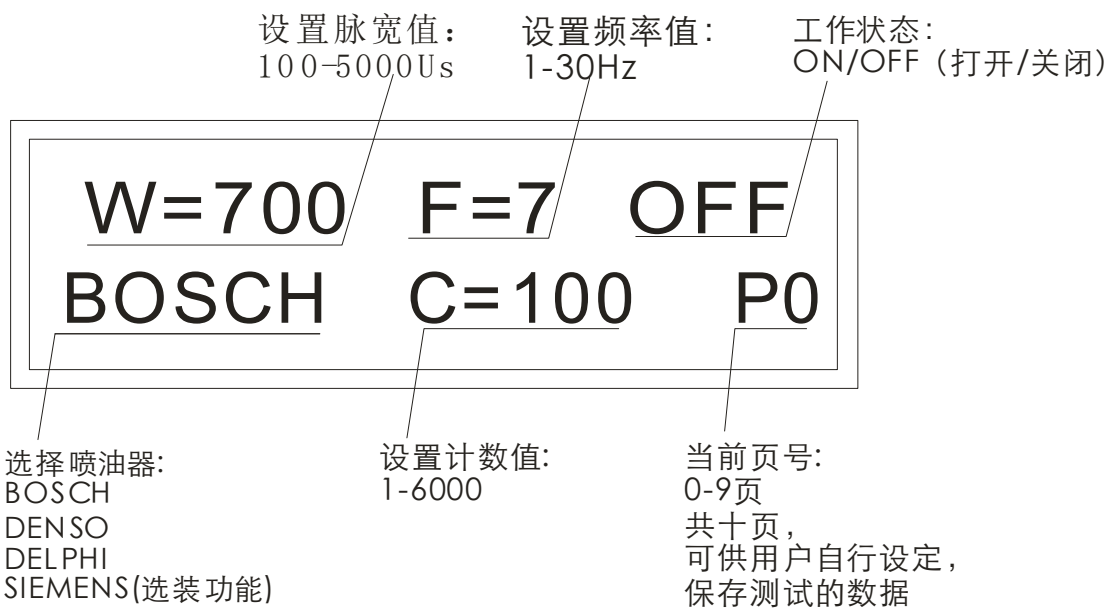 设置脉宽值：
100-5000Us
设置频率值：
1-30Hz
工作状态：
ON/OFF（打开/关闭）
W=700 F=7 OFF
BOSCH C=100 P0
选择喷油器：
BOSCH
DENSO
DELPHI
SIEMENS(选装功能)
设置计数值：
1-6000
当前页号：
0-9页
共十页，
可供用户自行设定，
保存测试的数据